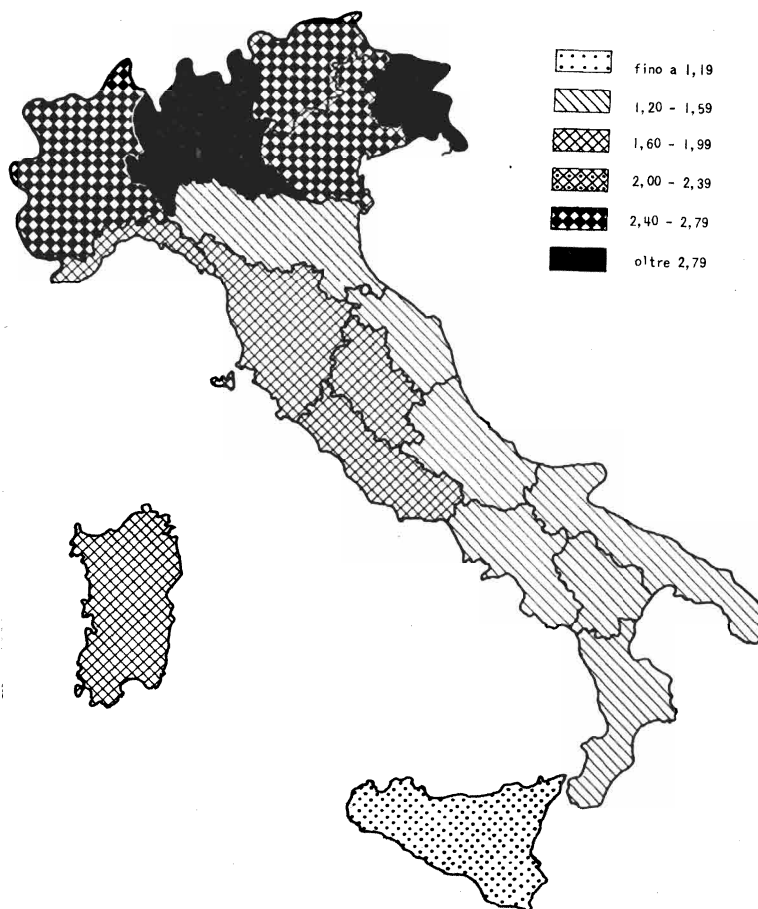 fino a 1,19
1,20 - 1,59
1,60 - 1,99
2,00 - 2,39
2,40 - 2,79
oltre 2,79